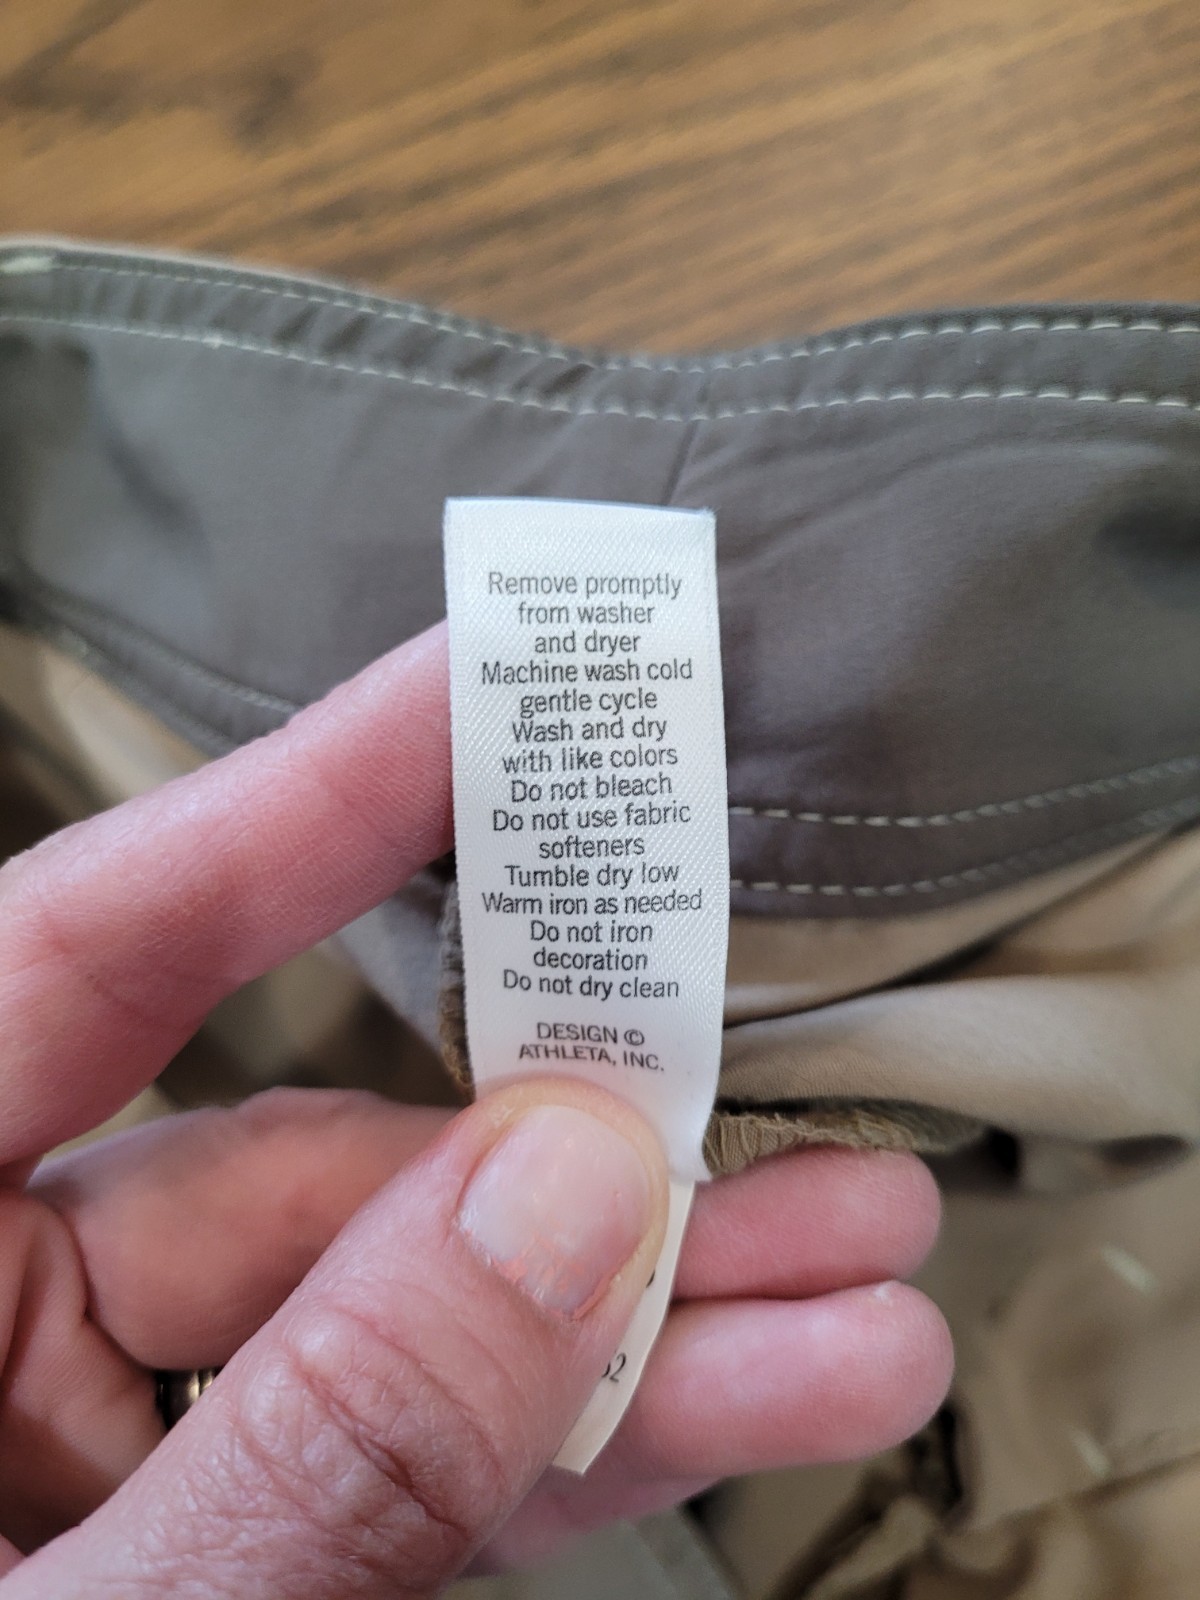 Remove promptly
from washer
and dryer
Machine wash cold
gentle cycle
Wash and dry
with like colors
Do not bleach
Do not use fabric
softeners
Tumble dry low
Warm iron as needed
Do not iron
decoration
Do not dry clean
DESIGN ©
ATHLETA, INC.